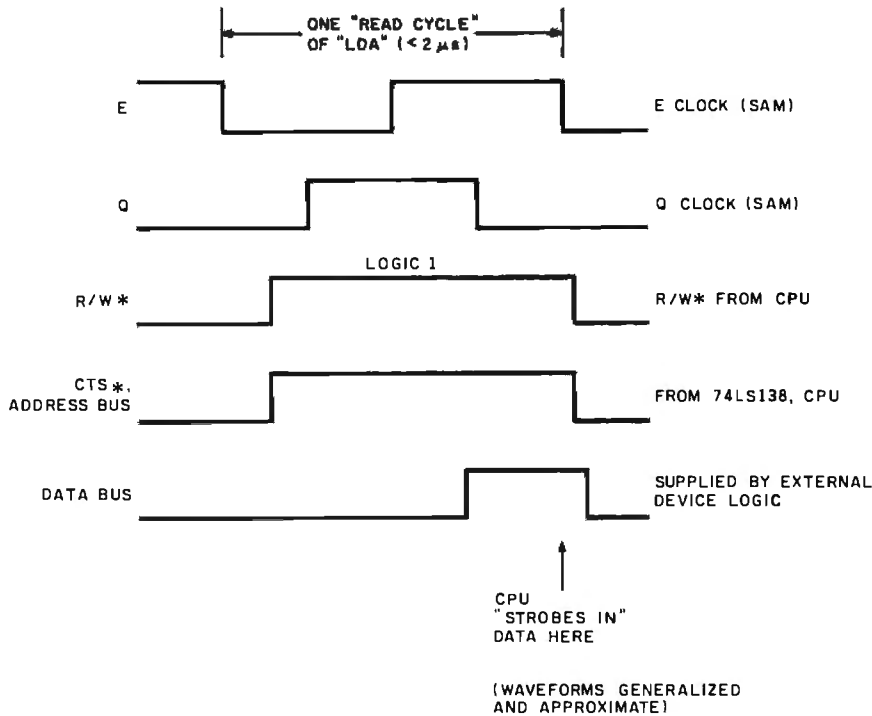 ONE "READ CYCLE"
OF "LDA" (<2 μs)
E
E CLOCK (SAM)
Q
Q CLOCK (SAM)
LOGIC 1
R/W*
R/W* FROM CPU
CTS*,
ADDRESS BUS
FROM 74LS138, CPU
DATA BUS
SUPPLIED BY EXTERNAL
DEVICE LOGIC
CPU
"STROBES IN"
DATA HERE
(WAVEFORMS GENERALIZED
AND APPROXIMATE)